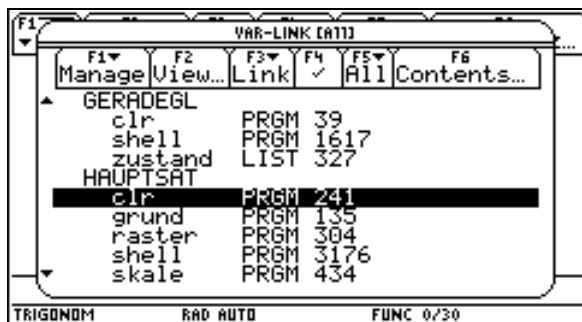 F1
VAR-LINK [All]
F1▼ F2 F3▼ F4 F5▼ F6
Manage View… Link ✓ All Contents…
GERADEGL
clr PRGM 39
shell PRGM 1617
zustand LIST 327
HAUPTSAT
clr PRGM 241
grund PRGM 135
raster PRGM 304
shell PRGM 3176
skale PRGM 434
TRIGONOM RAD AUTO FUNC 0/30